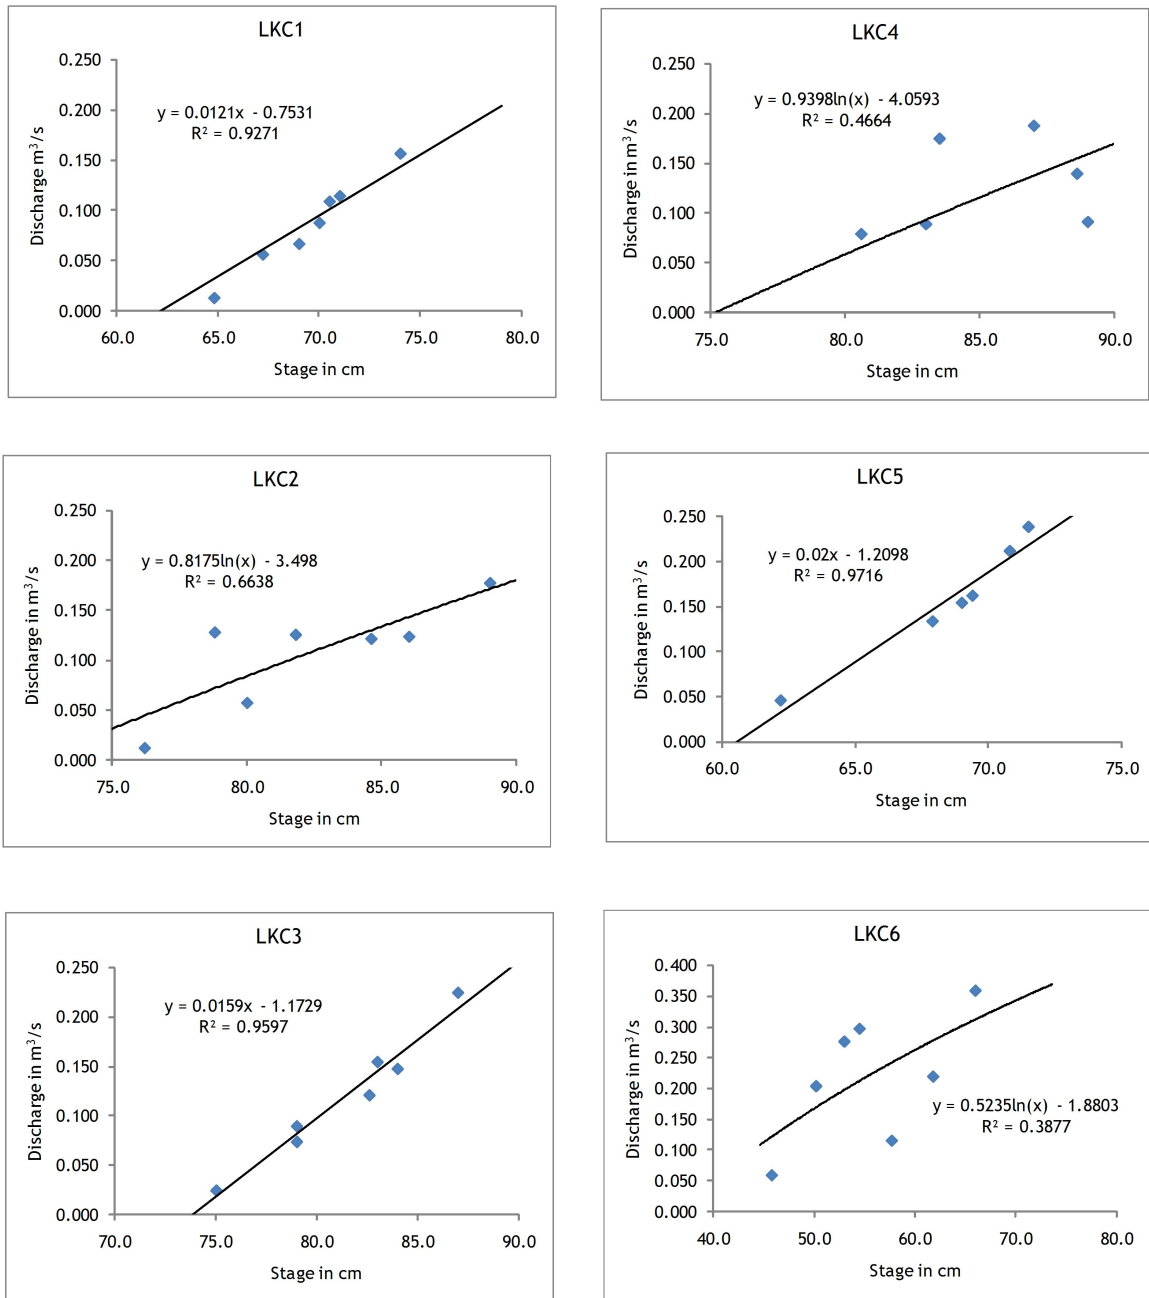 LKC1
0.250
0.200
0.150
0.100
0.050
0.000
Discharge in m³/s
y = 0.0121x - 0.7531
R² = 0.9271
60.0 65.0 70.0 75.0 80.0
Stage in cm
LKC4
0.250
0.200
0.150
0.100
0.050
0.000
Discharge in m³/s
y = 0.9398ln(x) - 4.0593
R² = 0.4664
75.0 80.0 85.0 90.0
Stage in cm
LKC2
0.250
0.200
0.150
0.100
0.050
0.000
Discharge in m³/s
y = 0.8175ln(x) - 3.498
R² = 0.6638
75.0 80.0 85.0 90.0
Stage in cm
LKC5
0.250
0.200
0.150
0.100
0.050
0.000
Discharge in m³/s
y = 0.02x - 1.2098
R² = 0.9716
60.0 65.0 70.0 75.0
Stage in cm
LKC3
0.250
0.200
0.150
0.100
0.050
0.000
Discharge in m³/s
y = 0.0159x - 1.1729
R² = 0.9597
70.0 75.0 80.0 85.0 90.0
Stage in cm
LKC6
0.400
0.350
0.300
0.250
0.200
0.150
0.100
0.050
0.000
Discharge in m³/s
y = 0.5235ln(x) - 1.8803
R² = 0.3877
40.0 50.0 60.0 70.0 80.0
Stage in cm